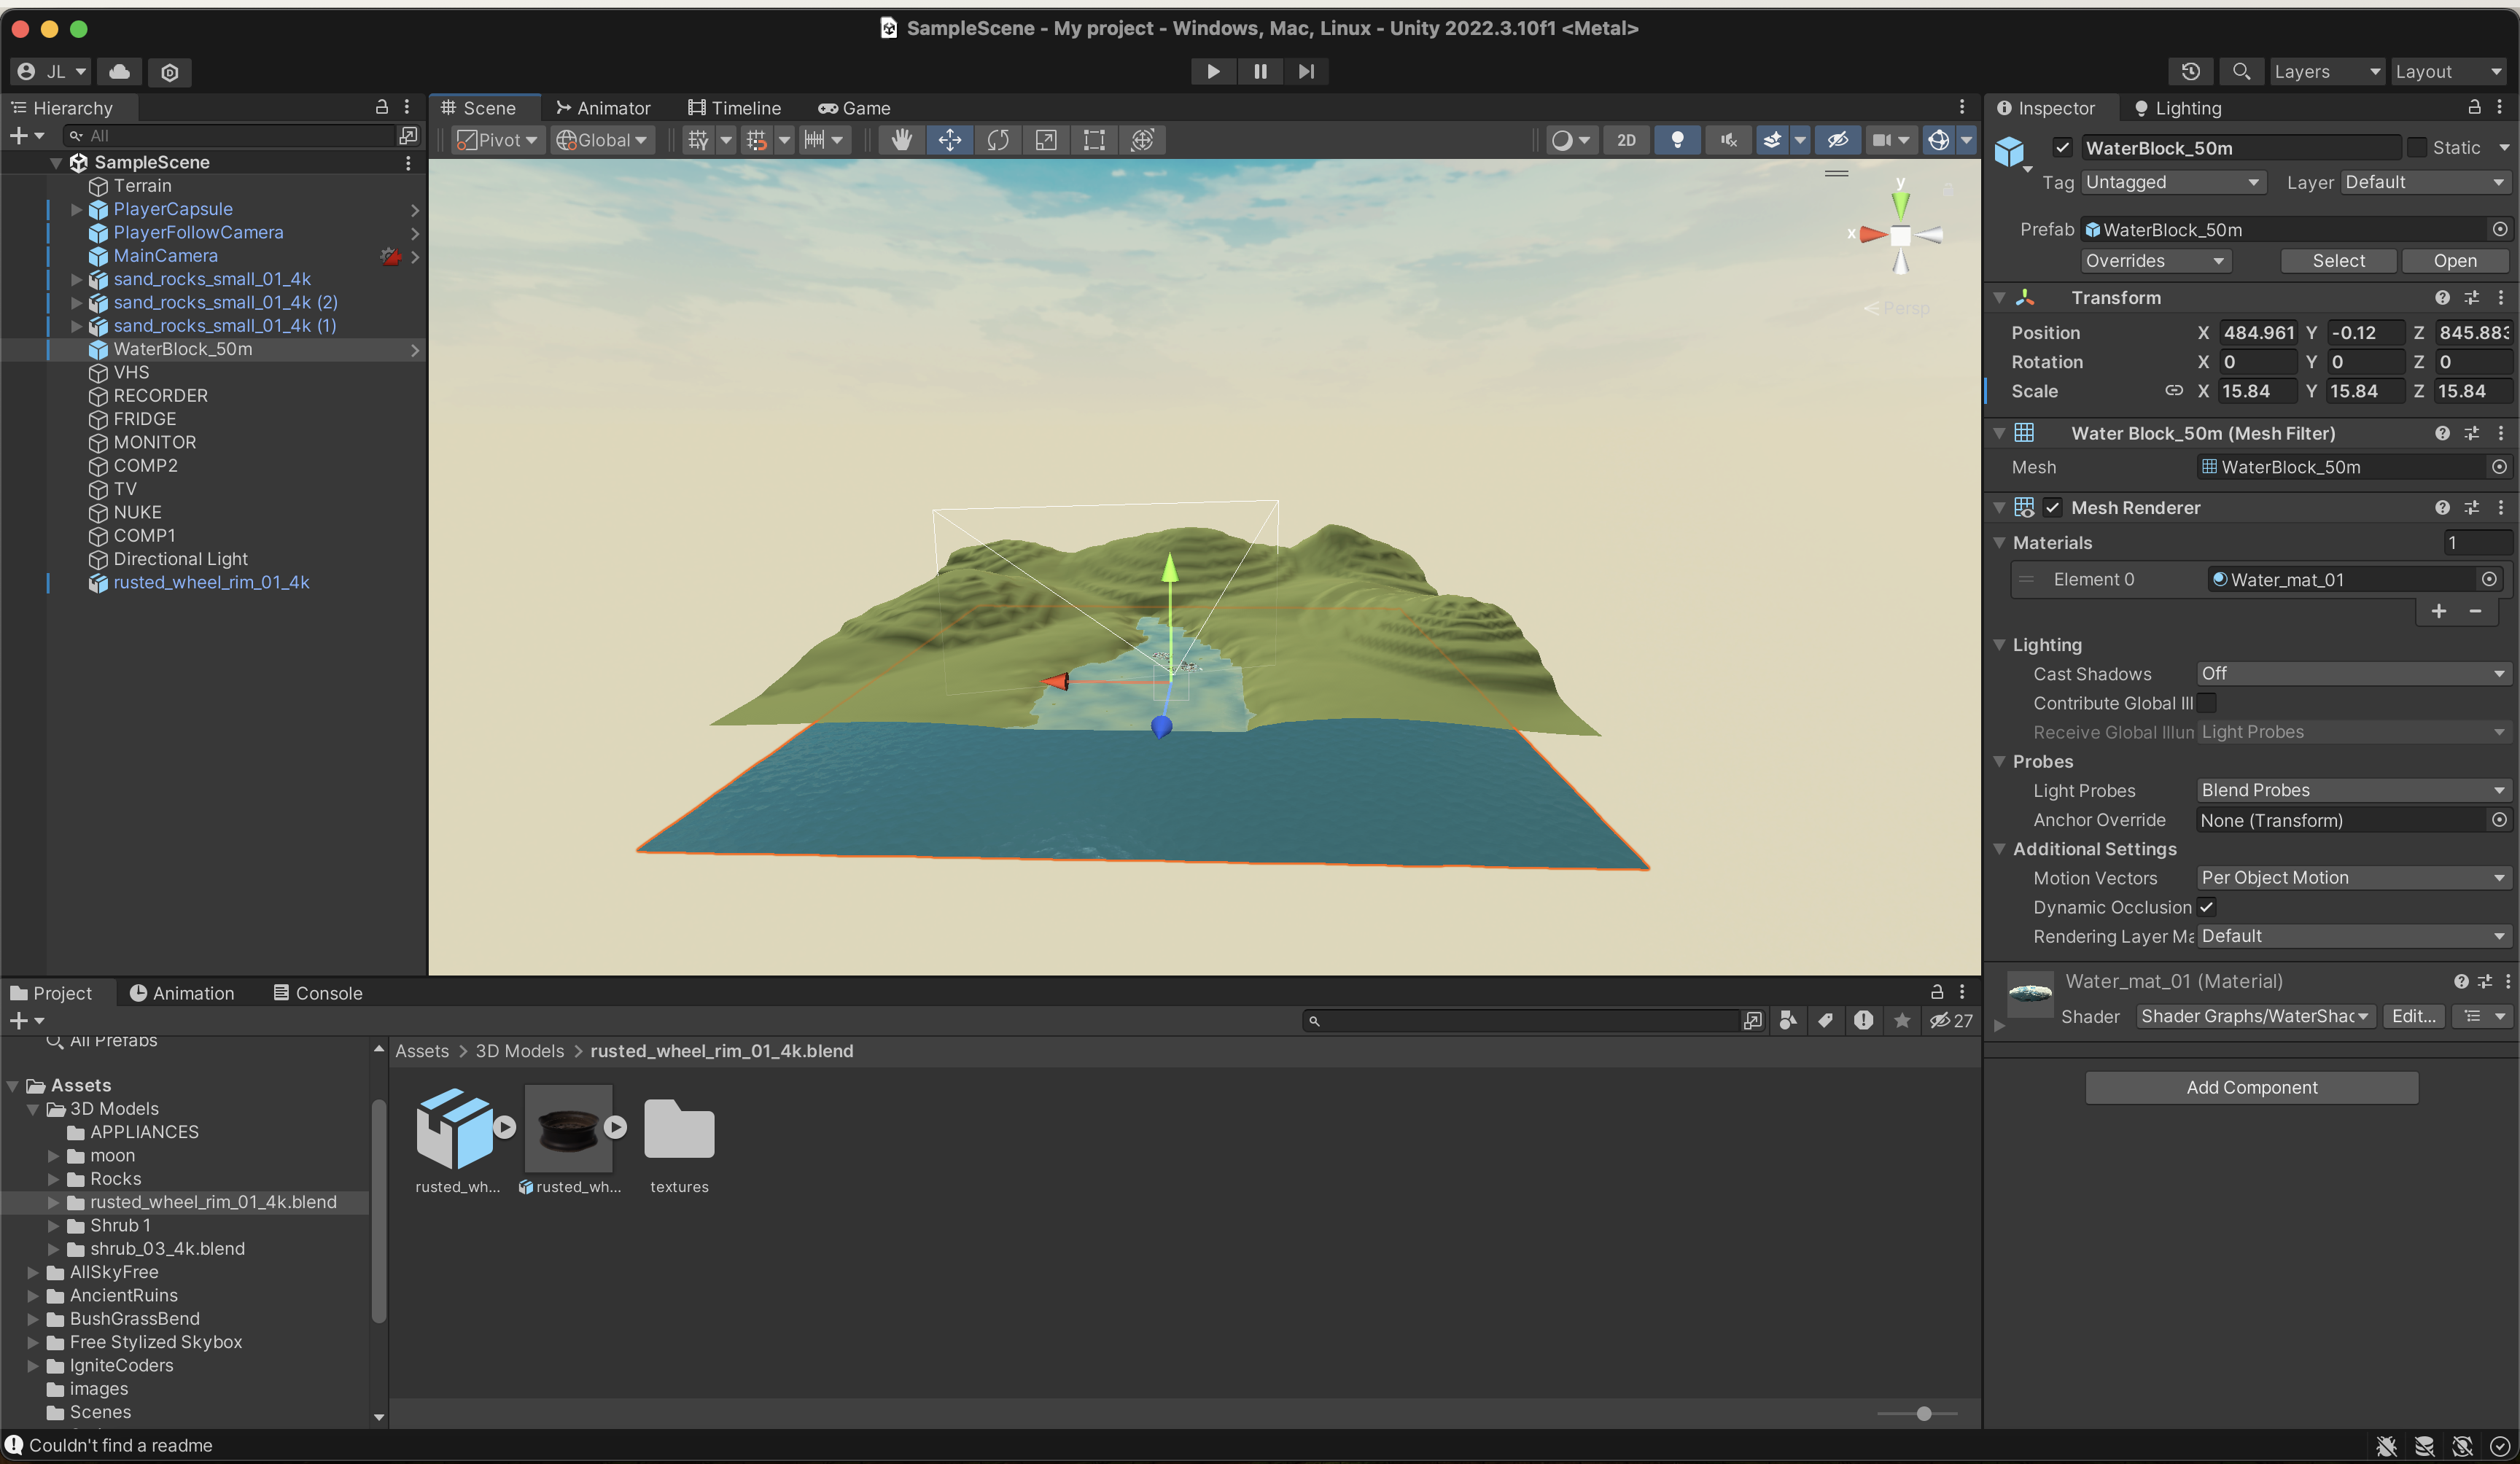 SampleScene - My project - Windows, Mac, Linux - Unity 2022.3.10f1 <Metal>
JL
Layers
Layout
Hierarchy
All
SampleScene
Terrain
PlayerCapsule
PlayerFollowCamera
MainCamera
sand_rocks_small_01_4k
sand_rocks_small_01_4k (2)
sand_rocks_small_01_4k (1)
WaterBlock_50m
VHS
RECORDER
FRIDGE
MONITOR
COMP2
TV
NUKE
COMP1
Directional Light
rusted_wheel_rim_01_4k
Scene Animator Timeline Game
Pivot Global 2D
y
x
Persp
Inspector Lighting
WaterBlock_50m Static
Tag Untagged Layer Default
Prefab WaterBlock_50m
Overrides Select Open
Transform
Position X 484.961 Y -0.12 Z 845.883
Rotation X 0 Y 0 Z 0
Scale X 15.84 Y 15.84 Z 15.84
Water Block_50m (Mesh Filter)
Mesh WaterBlock_50m
Mesh Renderer
Materials 1
Element 0 Water_mat_01
Lighting
Cast Shadows Off
Contribute Global Ill
Receive Global Illum Light Probes
Probes
Light Probes Blend Probes
Anchor Override None (Transform)
Additional Settings
Motion Vectors Per Object Motion
Dynamic Occlusion
Rendering Layer Ma Default
Water_mat_01 (Material)
Shader Shader Graphs/WaterShac Edit...
Add Component
Project Animation Console
27
All Prefabs
Assets
3D Models
APPLIANCES
moon
Rocks
rusted_wheel_rim_01_4k.blend
Shrub 1
shrub_03_4k.blend
AllSkyFree
AncientRuins
BushGrassBend
Free Stylized Skybox
IgniteCoders
images
Scenes
Assets > 3D Models > rusted_wheel_rim_01_4k.blend
rusted_wh... rusted_wh... textures
Couldn't find a readme